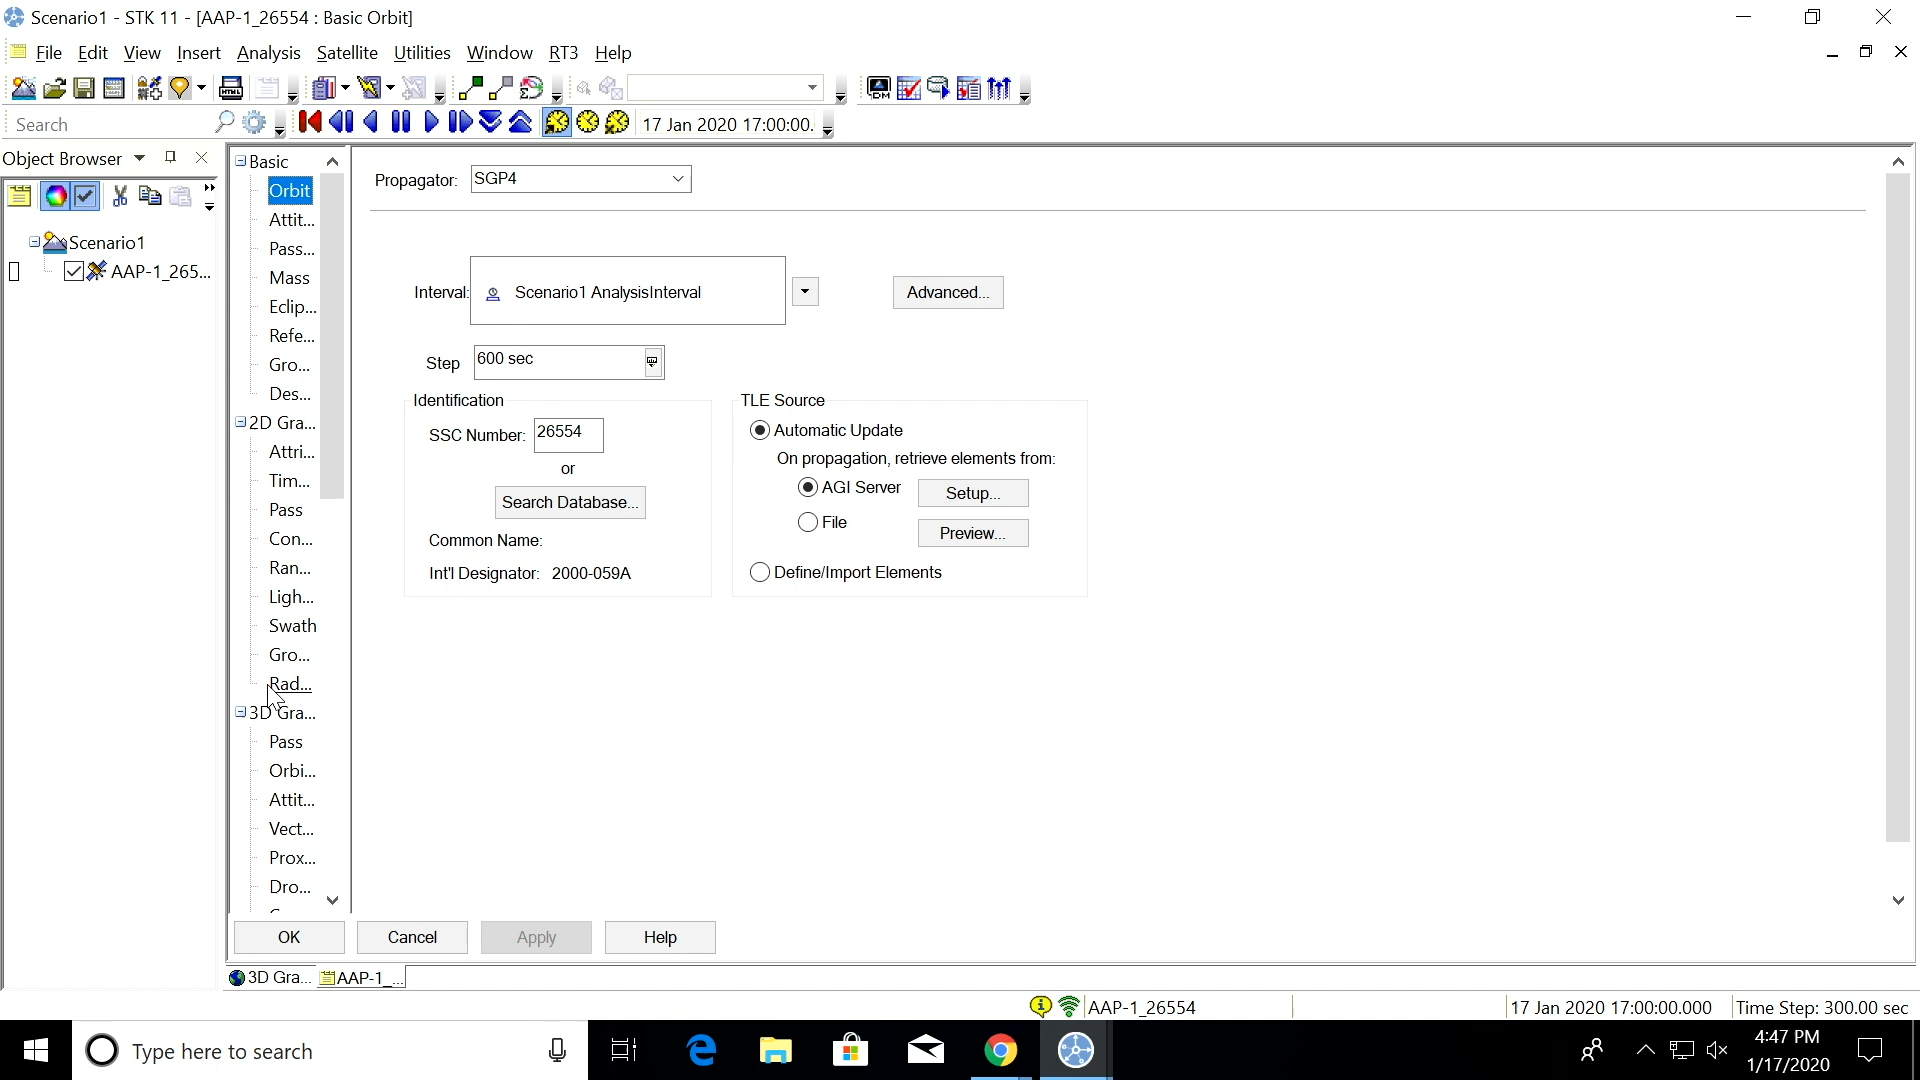 Scenario1 - STK 11 - [AAP-1_26554 : Basic Orbit]
File Edit View Insert Analysis Satellite Utilities Window RT3 Help
HTML
DM
Search
17 Jan 2020 17:00:00.
Object Browser
Scenario1
AAP-1_265...
Basic
Orbit
Attit...
Pass...
Mass
Eclip...
Refe...
Gro...
Des...
2D Gra...
Attri...
Tim...
Pass
Con...
Ran...
Ligh...
Swath
Gro...
Rad...
3D Gra...
Pass
Orbi...
Attit...
Vect...
Prox...
Dro...
Propagator: SGP4
Interval: Scenario1 AnalysisInterval
Advanced...
Step 600 sec
Identification
SSC Number: 26554
or
Search Database...
Common Name:
Int'l Designator: 2000-059A
TLE Source
Automatic Update
On propagation, retrieve elements from:
AGI Server Setup...
File
Preview...
Define/Import Elements
OK Cancel Apply Help
3D Gra... AAP-1_...
AAP-1_26554 17 Jan 2020 17:00:00.000 Time Step: 300.00 sec
Type here to search
4:47 PM
1/17/2020